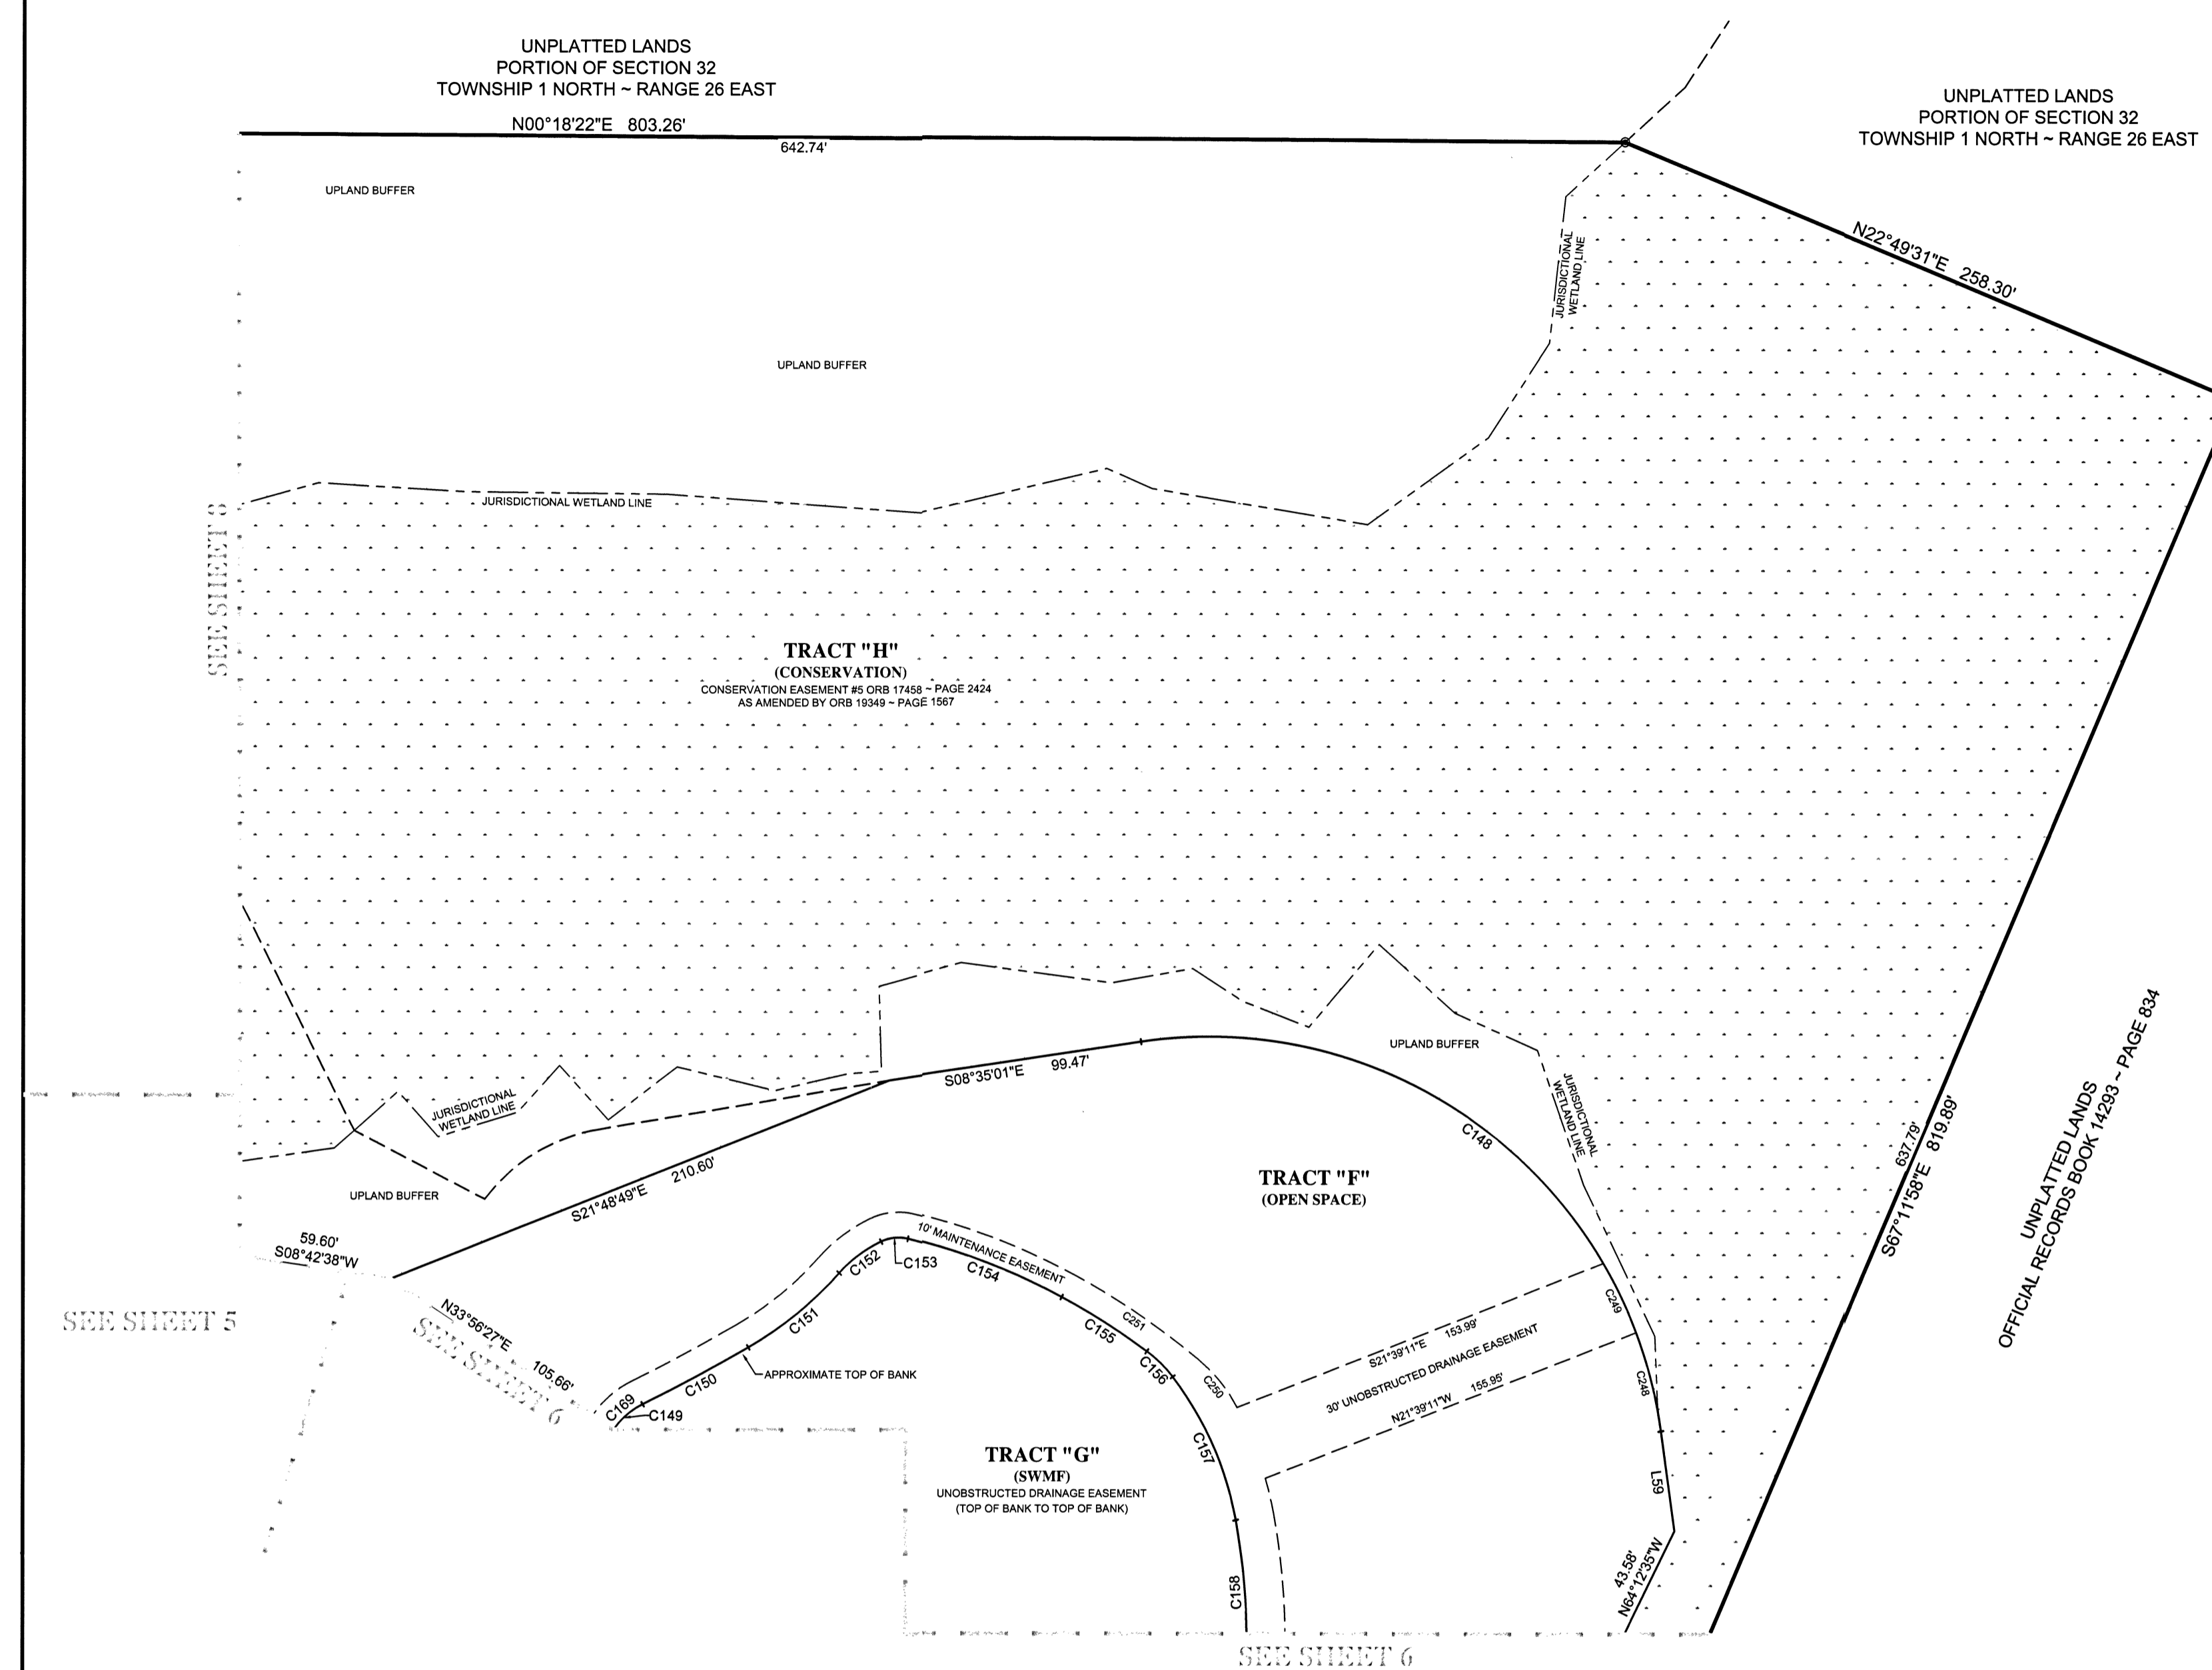 UNPLATTED LANDS
PORTION OF SECTION 32
TOWNSHIP 1 NORTH ~ RANGE 26 EAST
N00°18'22"E 803.26'
642.74'
UNPLATTED LANDS
PORTION OF SECTION 32
TOWNSHIP 1 NORTH ~ RANGE 26 EAST
UPLAND BUFFER
N22°49'31"E 258.30'
JURISDICTIONAL
WETLAND LINE
UPLAND BUFFER
JURISDICTIONAL WETLAND LINE
SEE SHEET
TRACT "H"
(CONSERVATION)
CONSERVATION EASEMENT #5 ORB 17458 ~ PAGE 2424
AS AMENDED BY ORB 19349 ~ PAGE 1567
UPLAND BUFFER
S08°35'01"E 99.47'
JURISDICTIONAL
WETLAND LINE
JURISDICTIONAL
WETLAND LINE
C148
637.79'
S67°11'58"E 819.89'
UNPLATTED LANDS
OFFICIAL RECORDS BOOK 14293 ~ PAGE 834
TRACT "F"
(OPEN SPACE)
UPLAND BUFFER
S21°48'49"E 210.60'
59.60'
S08°42'38"W
10' MAINTENANCE EASEMENT
C152
C153
C154
C249
SEE SHEET 5
N33°56'27"E 105.66'
SEE SHEET 6
C151
C155
C251
S21°39'11"E 153.99'
30' UNOBSTRUCTED DRAINAGE EASEMENT
N21°39'11"W 155.95'
C156
C250
C248
APPROXIMATE TOP OF BANK
C150
C169
C149
TRACT "G"
(SWMF)
UNOBSTRUCTED DRAINAGE EASEMENT
(TOP OF BANK TO TOP OF BANK)
C157
L59
C158
43.58'
N64°12'35"W
SEE SHEET 6